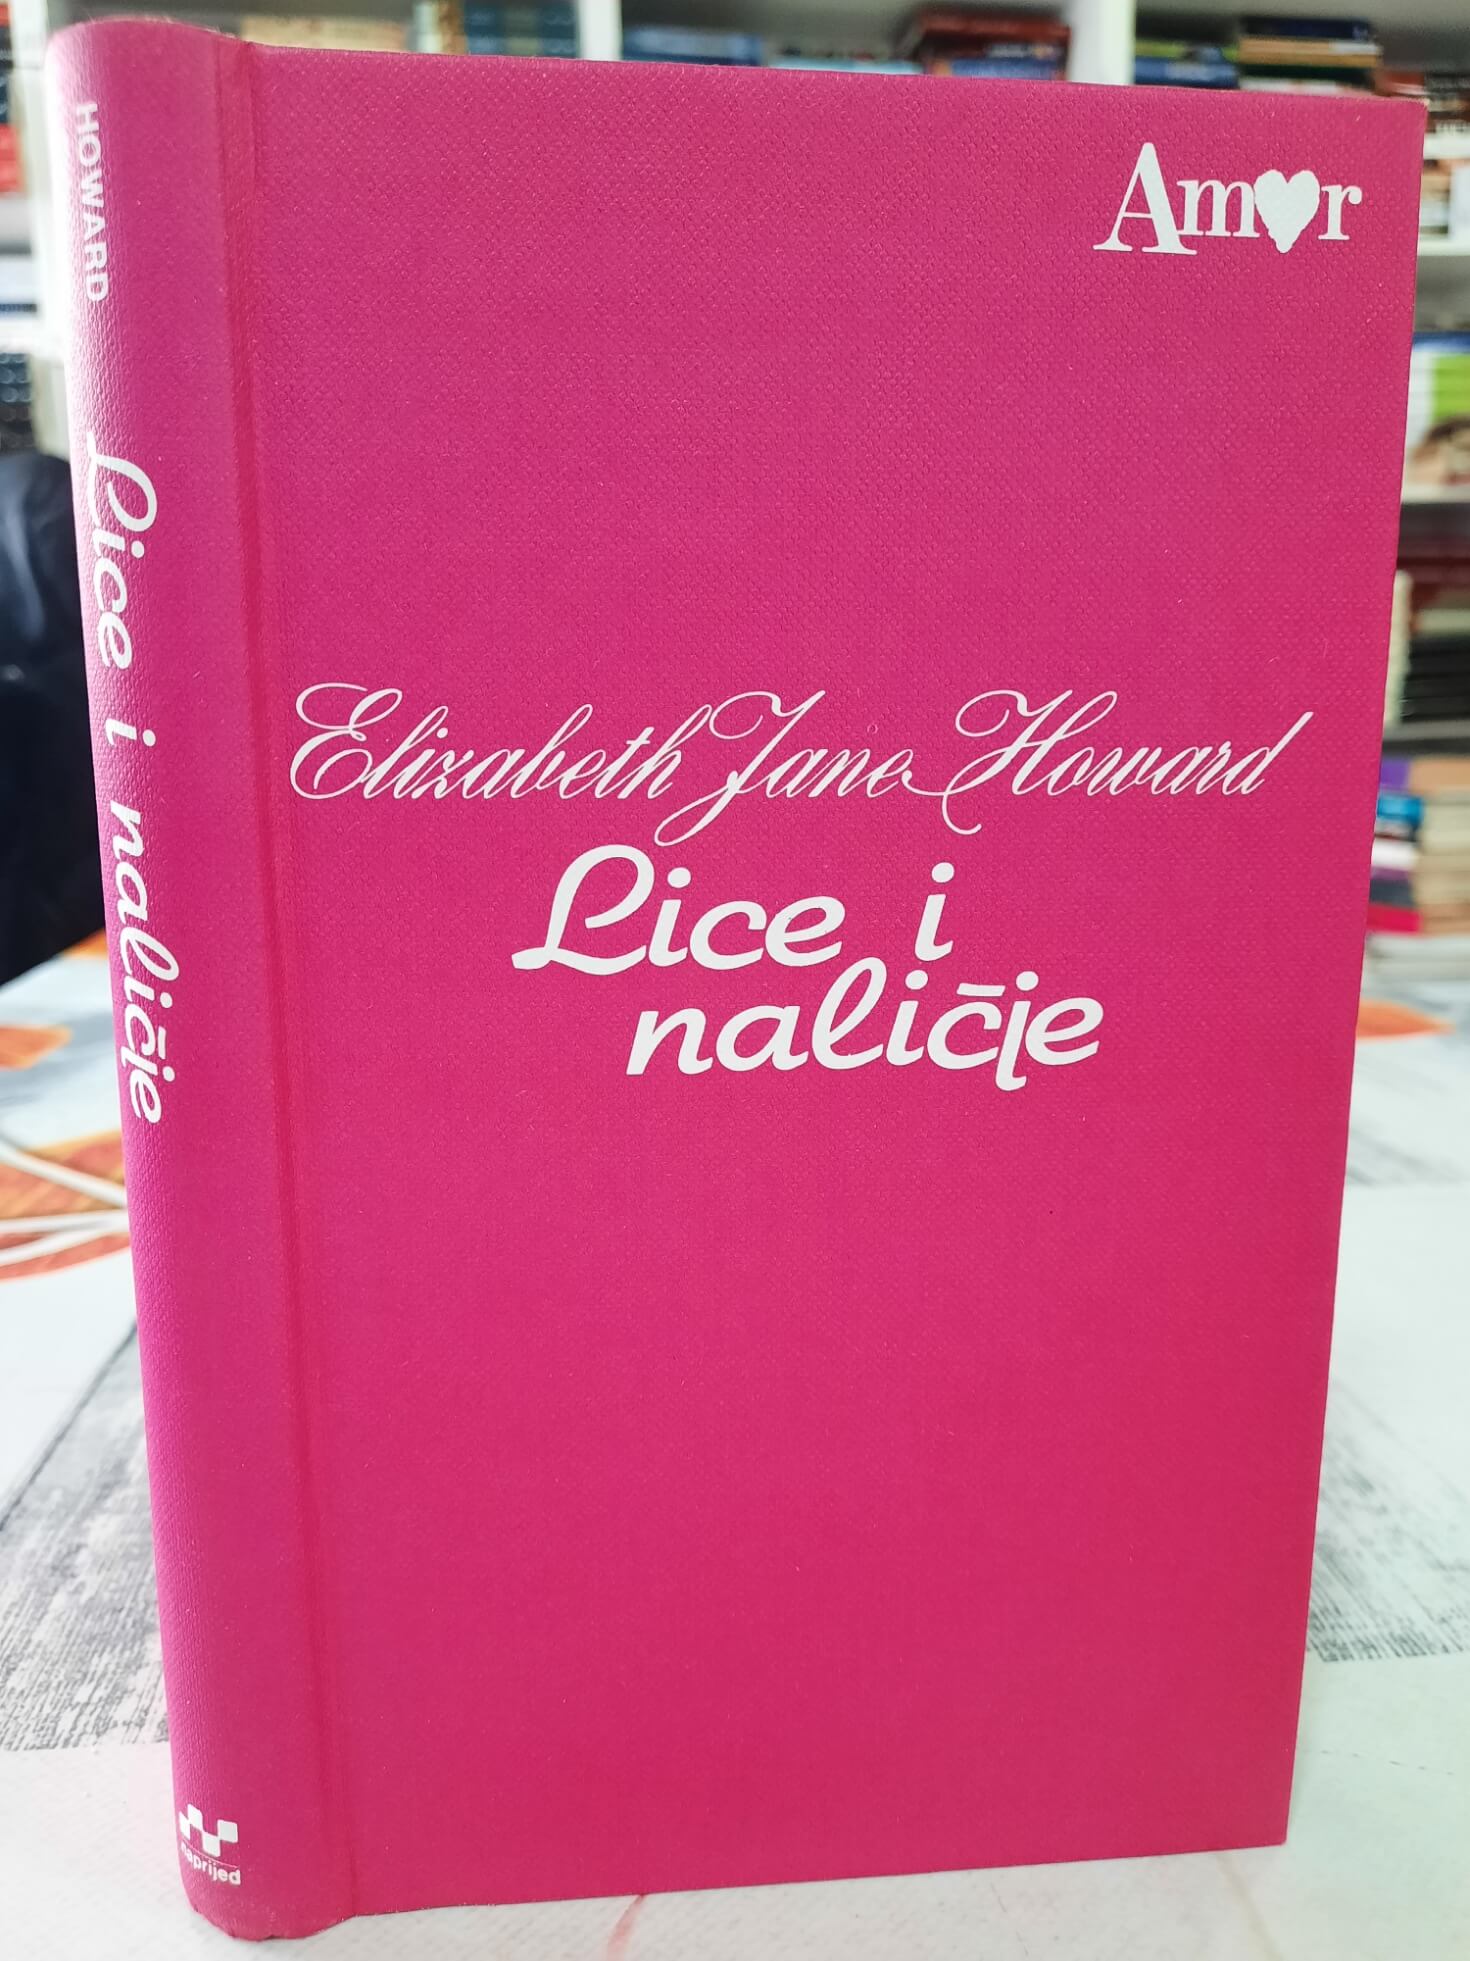 HOWARD
Lice i naličje
naprijed
Amor
Elizabeth Jane Howard
Lice i
naličje